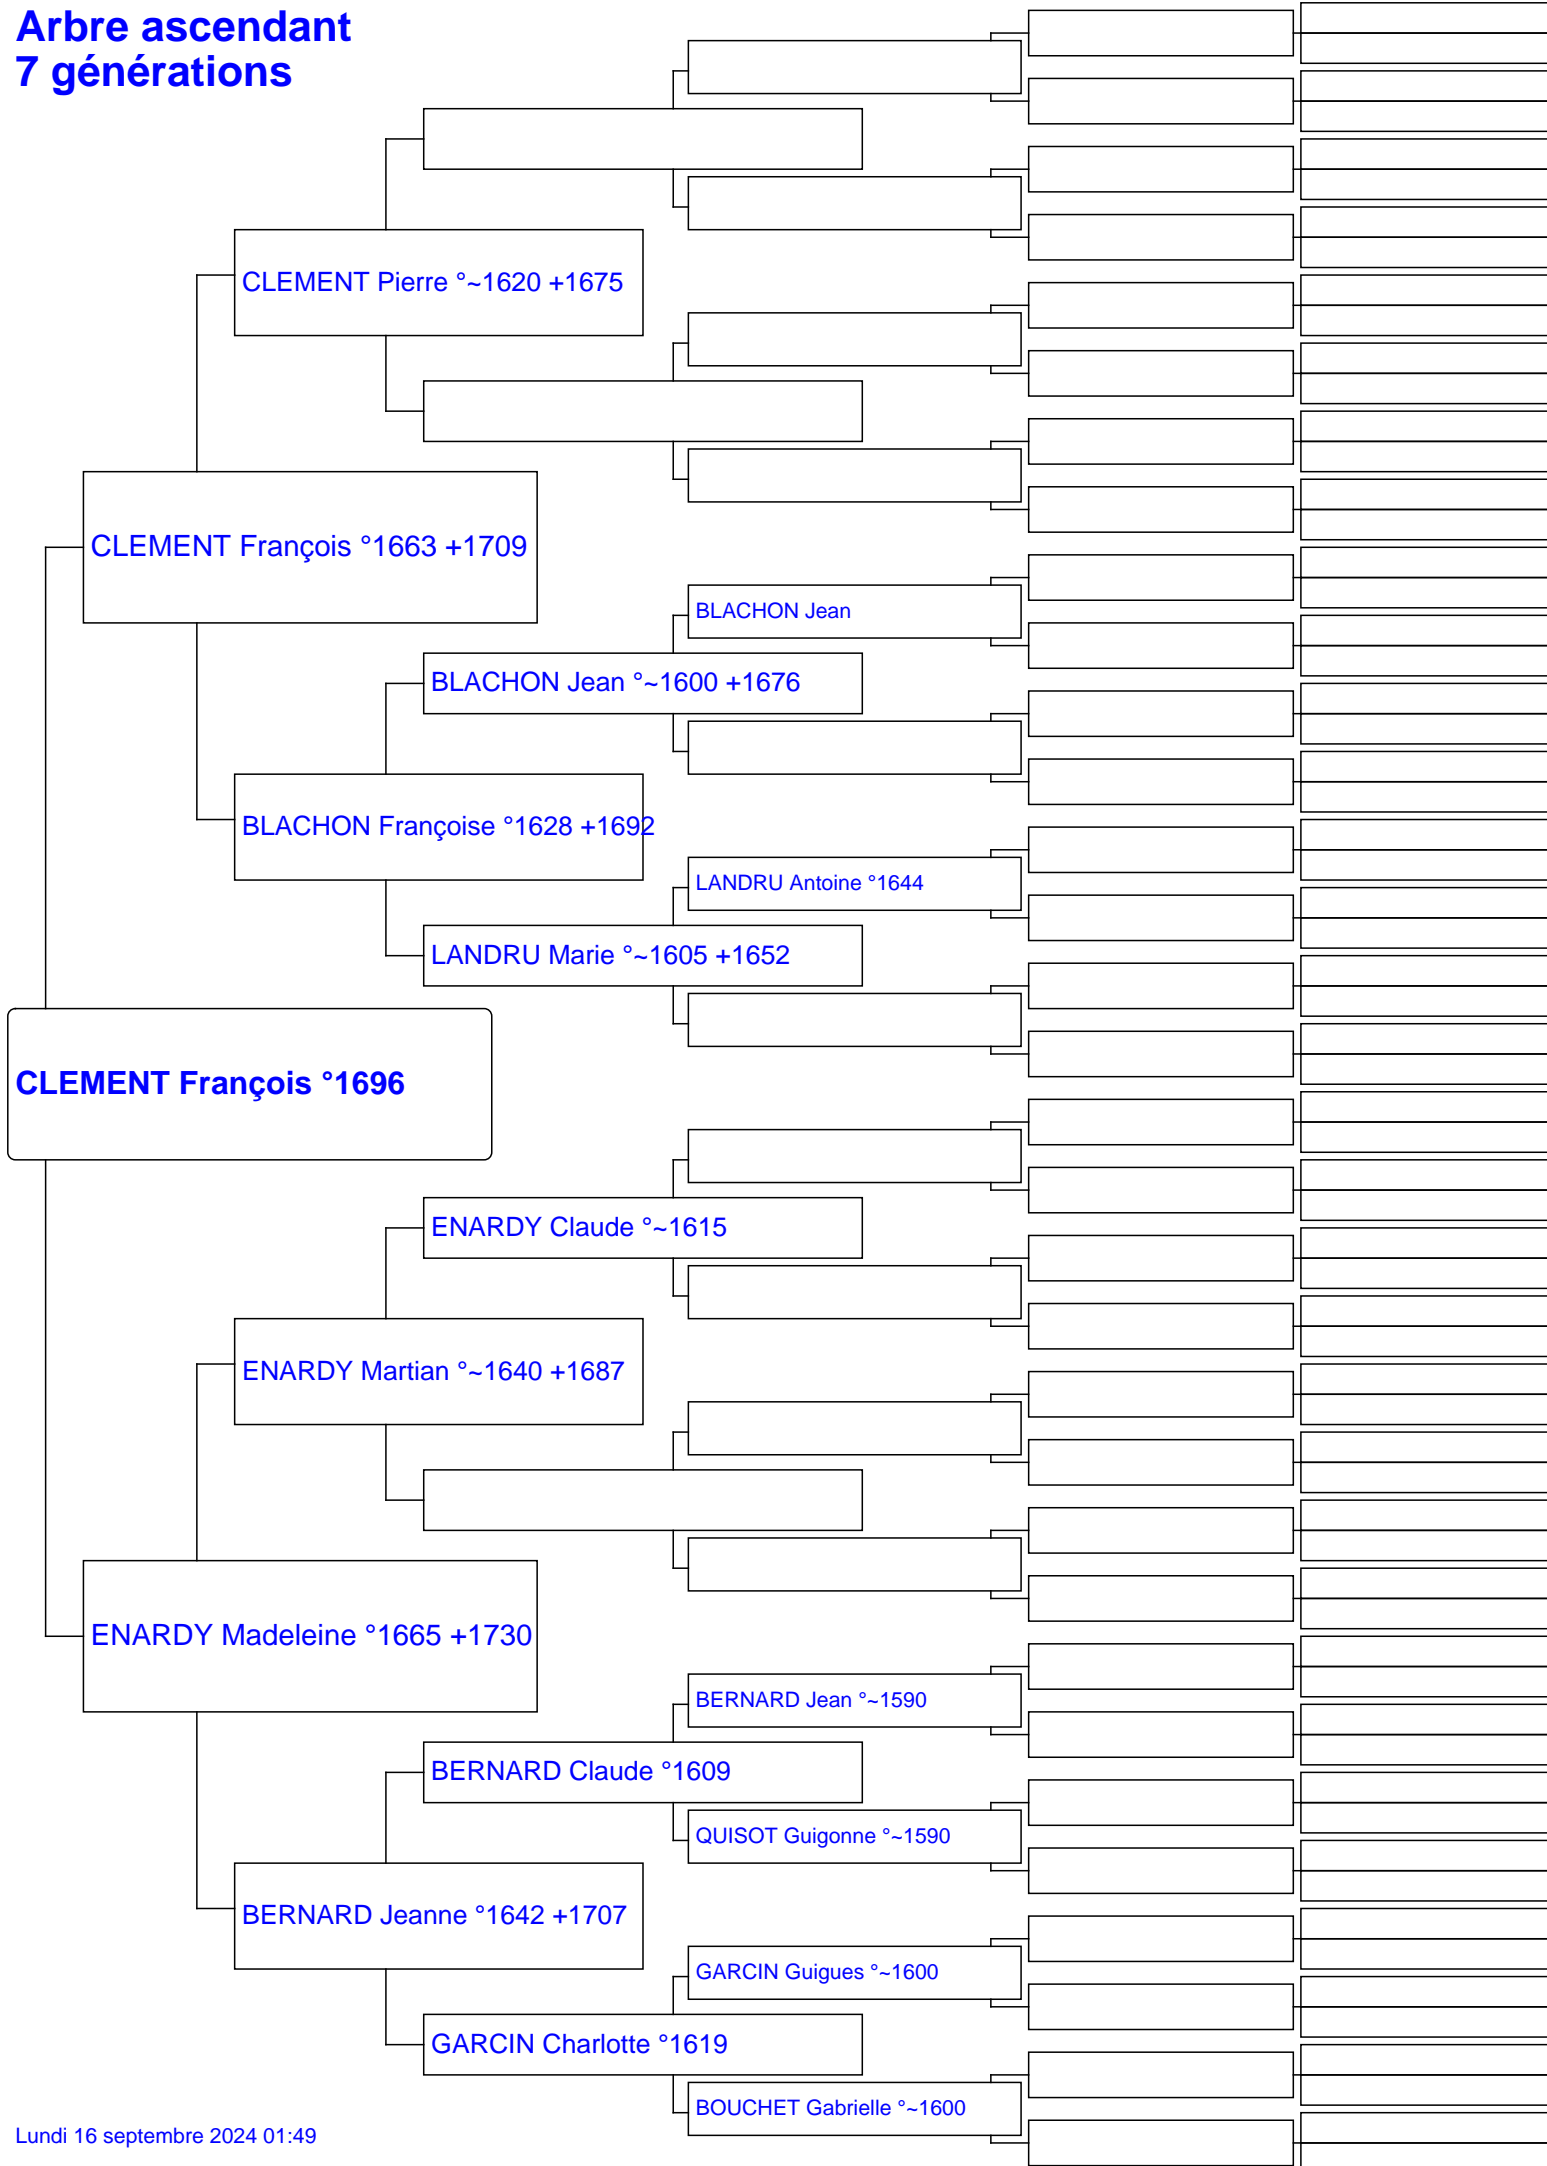 Arbre ascendant
7 générations
CLEMENT Pierre °~1620 +1675
CLEMENT François °1663 +1709
BLACHON Jean
BLACHON Jean °~1600 +1676
BLACHON Françoise °1628 +1692
LANDRU Antoine °1644
LANDRU Marie °~1605 +1652
CLEMENT François °1696
ENARDY Claude °~1615
ENARDY Martian °~1640 +1687
ENARDY Madeleine °1665 +1730
BERNARD Jean °~1590
BERNARD Claude °1609
QUISOT Guigonne °~1590
BERNARD Jeanne °1642 +1707
GARCIN Guigues °~1600
GARCIN Charlotte °1619
BOUCHET Gabrielle °~1600
Lundi 16 septembre 2024 01:49